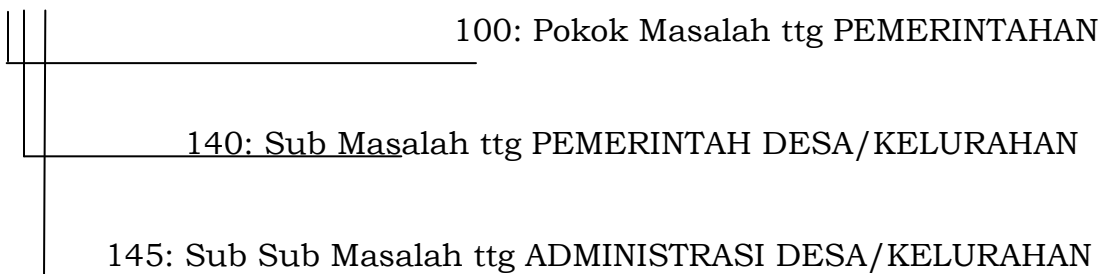 100: Pokok Masalah ttg PEMERINTAHAN
140: Sub Masalah ttg PEMERINTAH DESA/KELURAHAN
145: Sub Sub Masalah ttg ADMINISTRASI DESA/KELURAHAN